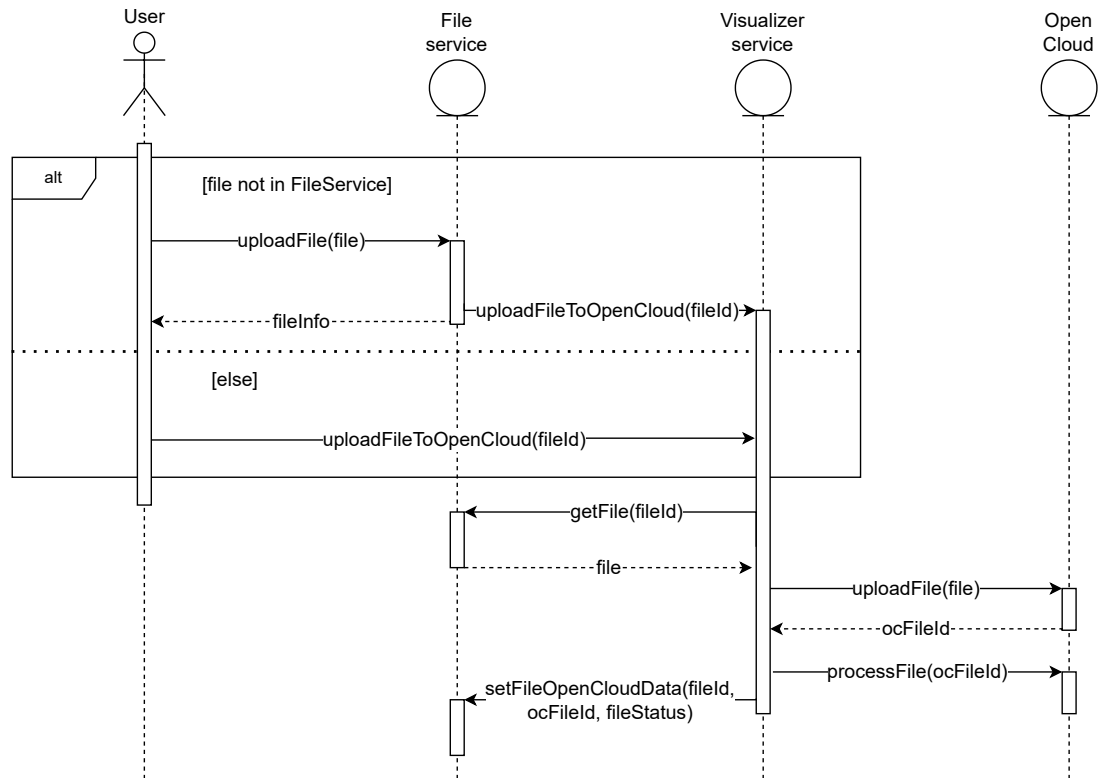 User
File
service
Visualizer
service
Open
Cloud
alt
[file not in FileService]
uploadFile(file)
uploadFileToOpenCloud(fileId)
fileInfo
[else]
uploadFileToOpenCloud(fileId)
getFile(fileId)
file
uploadFile(file)
ocFileId
processFile(ocFileId)
setFileOpenCloudData(fileId,
ocFileId, fileStatus)